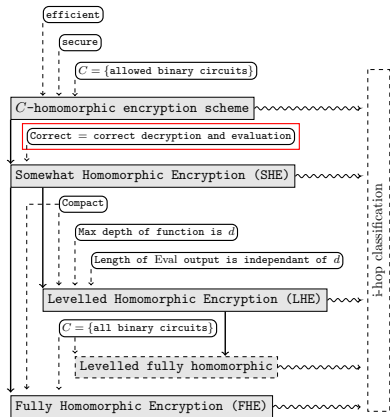 efficient
secure
C = {allowed binary circuits}
C-homomorphic encryption scheme
Correct = correct decryption and evaluation
Somewhat Homomorphic Encryption (SHE)
Compact
Max depth of function is d
Length of Eval output is independant of d
Levelled Homomorphic Encryption (LHE)
C = {all binary circuits}
Levelled fully homomorphic
Fully Homomorphic Encryption (FHE)
i-hop classification